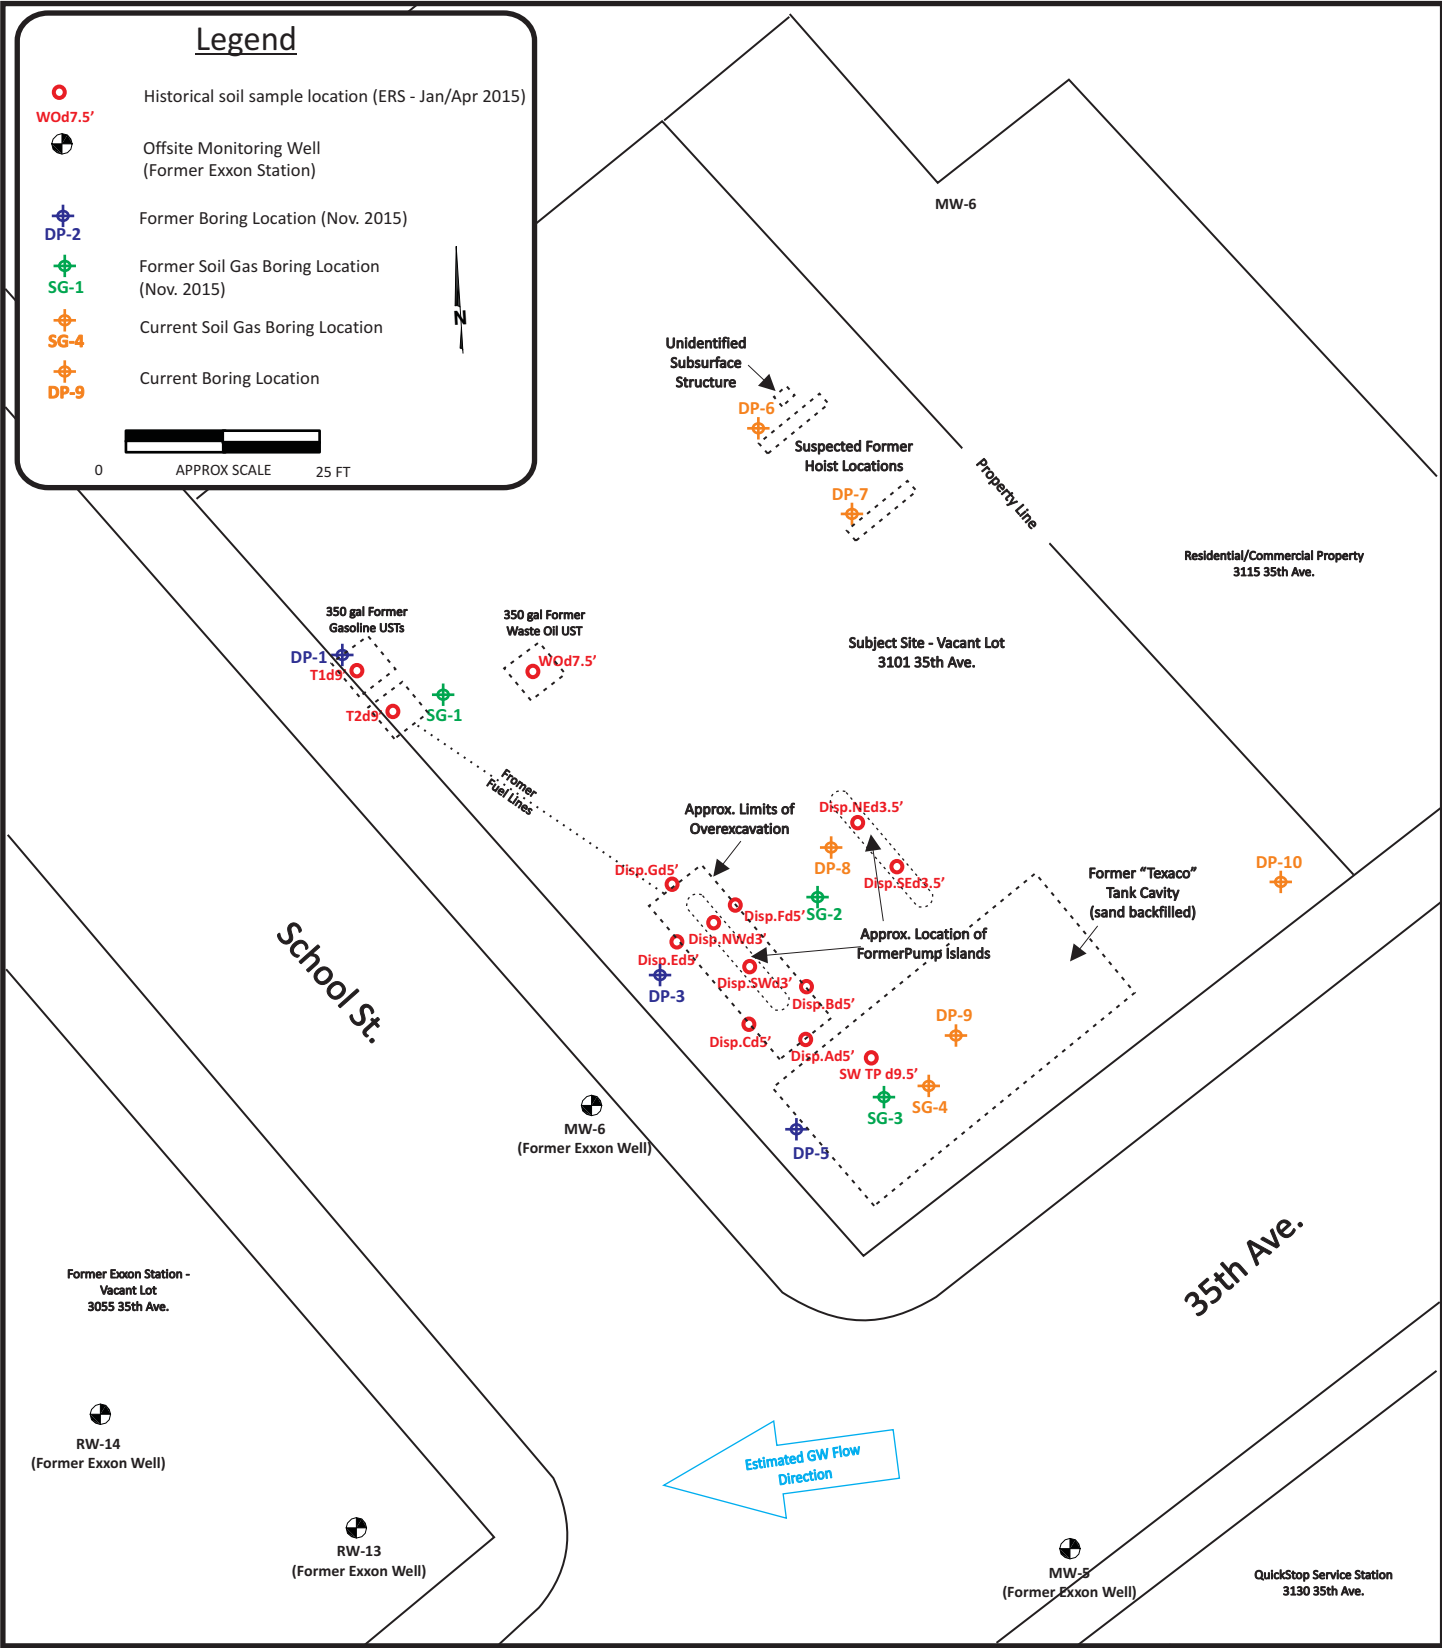 Legend
Historical soil sample location (ERS - Jan/Apr 2015)
WOd7.5’
Offsite Monitoring Well
(Former Exxon Station)
Former Boring Location (Nov. 2015)
DP-2
Former Soil Gas Boring Location
(Nov. 2015)
SG-1
Current Soil Gas Boring Location
SG-4
Current Boring Location
DP-9
N
0
APPROX SCALE
25 FT
MW-6
Unidentified
Subsurface
Structure
DP-6
Suspected Former
Hoist Locations
DP-7
Property Line
Residential/Commercial Property
3115 35th Ave.
350 gal Former
Gasoline USTs
350 gal Former
Waste Oil UST
DP-1
T1d9'
WOd7.5’
T2d9'
SG-1
Subject Site - Vacant Lot
3101 35th Ave.
Fromer
Fuel Lines
Approx. Limits of
Overexcavation
Disp.NEd3.5’
DP-8
Disp.SEd3.5’
Disp.Gd5’
SG-2
Disp.Fd5’
Disp.NWd3’
Disp.Ed5’
Disp.SWd3’
DP-3
Disp.Bd5’
Disp.Cd5’
Disp.Ad5’
Approx. Location of
FormerPump islands
Former “Texaco”
Tank Cavity
(sand backfilled)
DP-10
DP-9
SW TP d9.5’
SG-4
SG-3
DP-5
School St.
MW-6
(Former Exxon Well)
35th Ave.
Former Exxon Station -
Vacant Lot
3055 35th Ave.
RW-14
(Former Exxon Well)
Estimated GW Flow
Direction
RW-13
(Former Exxon Well)
MW-5
(Former Exxon Well)
QuickStop Service Station
3130 35th Ave.